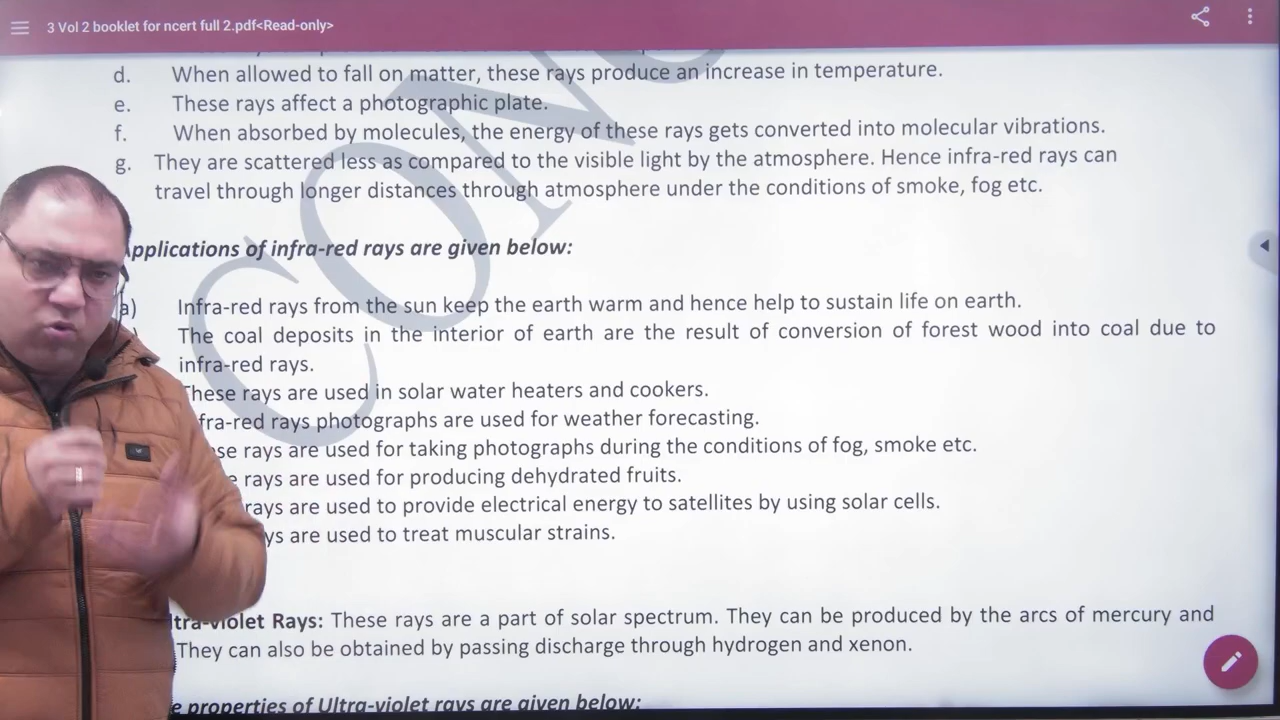 3 Vol 2 booklet for ncert full 2.pdf<Read-only>
d. When allowed to fall on matter, these rays produce an increase in temperature.
e. These rays affect a photographic plate.
f. When absorbed by molecules, the energy of these rays gets converted into molecular vibrations.
g. They are scattered less as compared to the visible light by the atmosphere. Hence infra-red rays can
travel through longer distances through atmosphere under the conditions of smoke, fog etc.
pplications of infra-red rays are given below:
a) Infra-red rays from the sun keep the earth warm and hence help to sustain life on earth.
The coal deposits in the interior of earth are the result of conversion of forest wood into coal due to
infra-red rays.
These rays are used in solar water heaters and cookers.
fra-red rays photographs are used for weather forecasting.
se rays are used for taking photographs during the conditions of fog, smoke etc.
rays are used for producing dehydrated fruits.
rays are used to provide electrical energy to satellites by using solar cells.
ys are used to treat muscular strains.
tra-violet Rays: These rays are a part of solar spectrum. They can be produced by the arcs of mercury and
They can also be obtained by passing discharge through hydrogen and xenon.
e properties of Ultra-violet rays are given below: